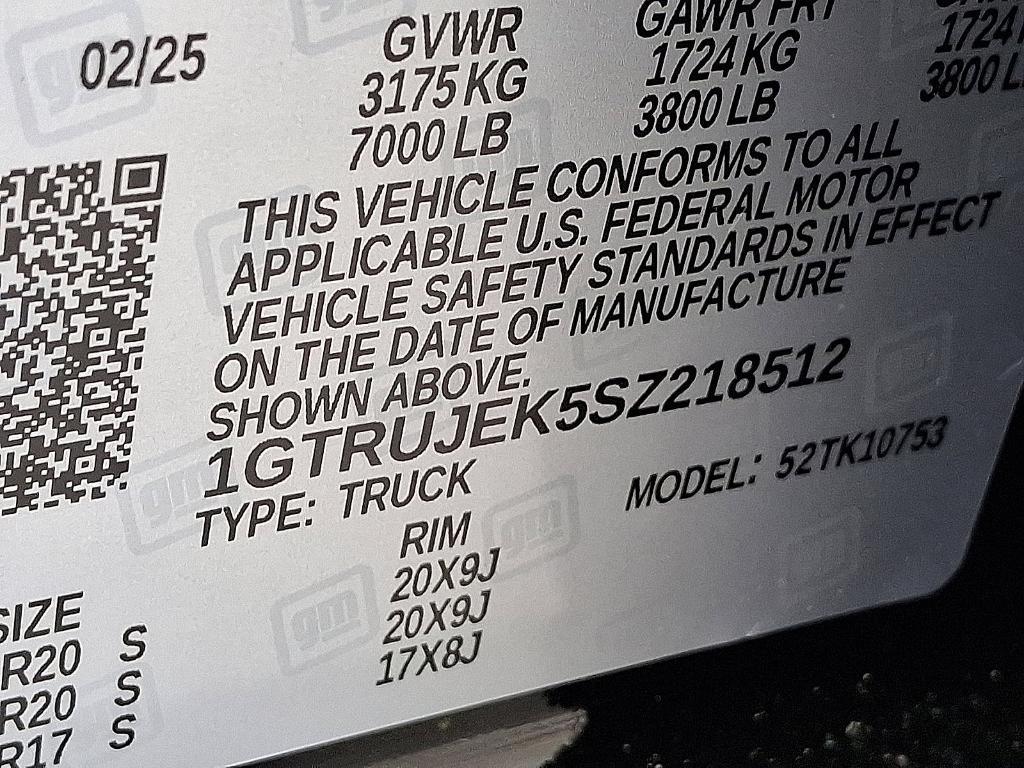 02/25
GVWR
3175 KG
7000 LB
GAWR FRT
1724 KG
3800 LB
1724
3800
THIS VEHICLE CONFORMS TO ALL
APPLICABLE U.S. FEDERAL MOTOR
VEHICLE SAFETY STANDARDS IN EFFECT
ON THE DATE OF MANUFACTURE
SHOWN ABOVE.
1GTRUJEK5SZ218512
TYPE: TRUCK MODEL: 52TK10753
RIM
SIZE 20X9J
R20 S 20X9J
R20 S 17X8J
R17 S
gm